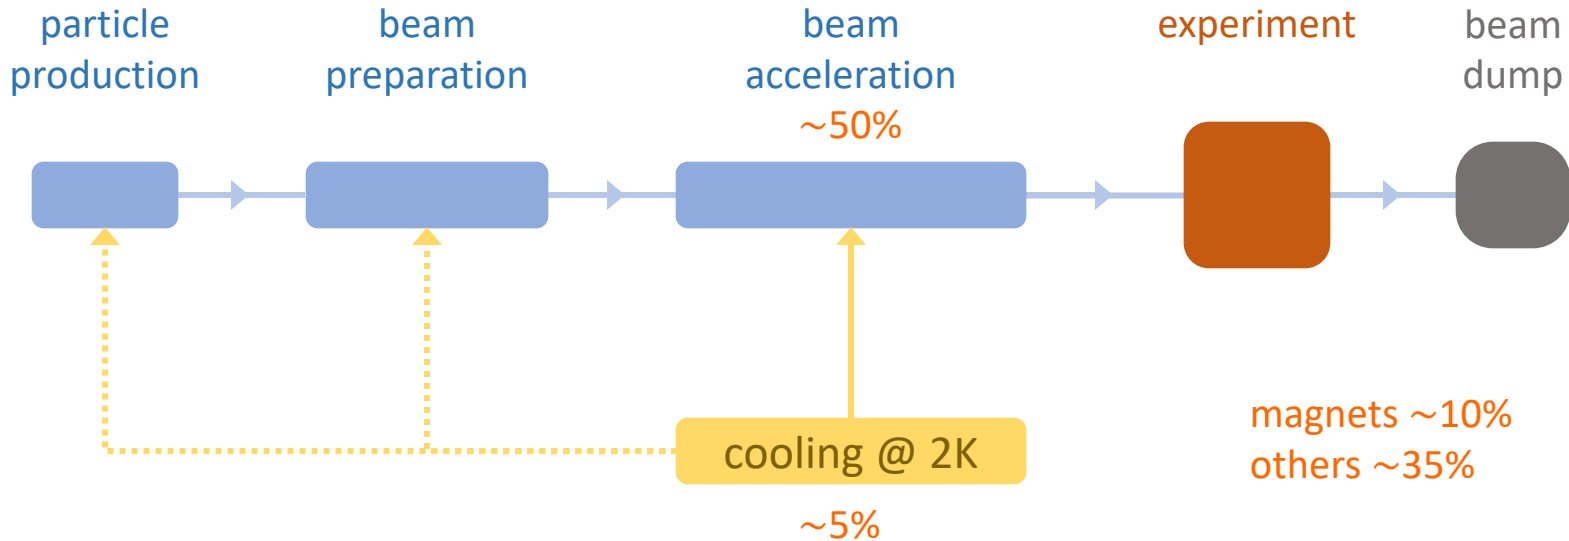 particle
production
beam
preparation
beam
acceleration
~50%
experiment
beam
dump
cooling @ 2K
~5%
magnets ~10%
others ~35%